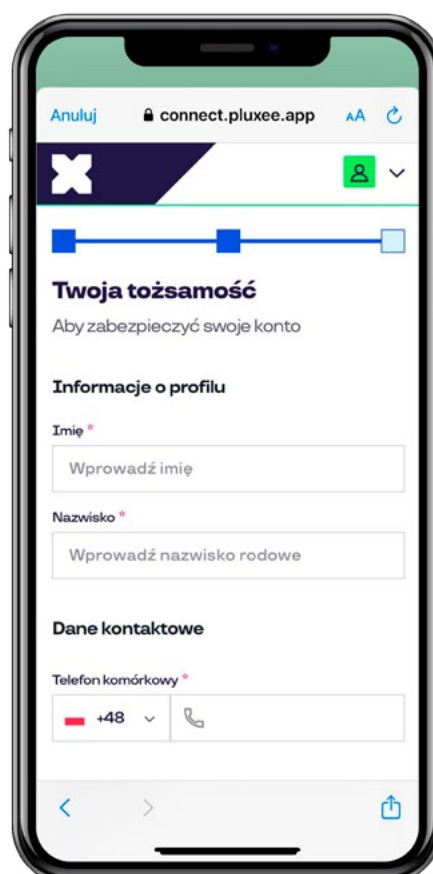 Anuluj connect.pluxee.app AA
Twoja tożsamość
Aby zabezpieczyć swoje konto
Informacje o profilu
Imię *
Wprowadź imię
Nazwisko *
Wprowadź nazwisko rodowe
Dane kontaktowe
Telefon komórkowy *
+48